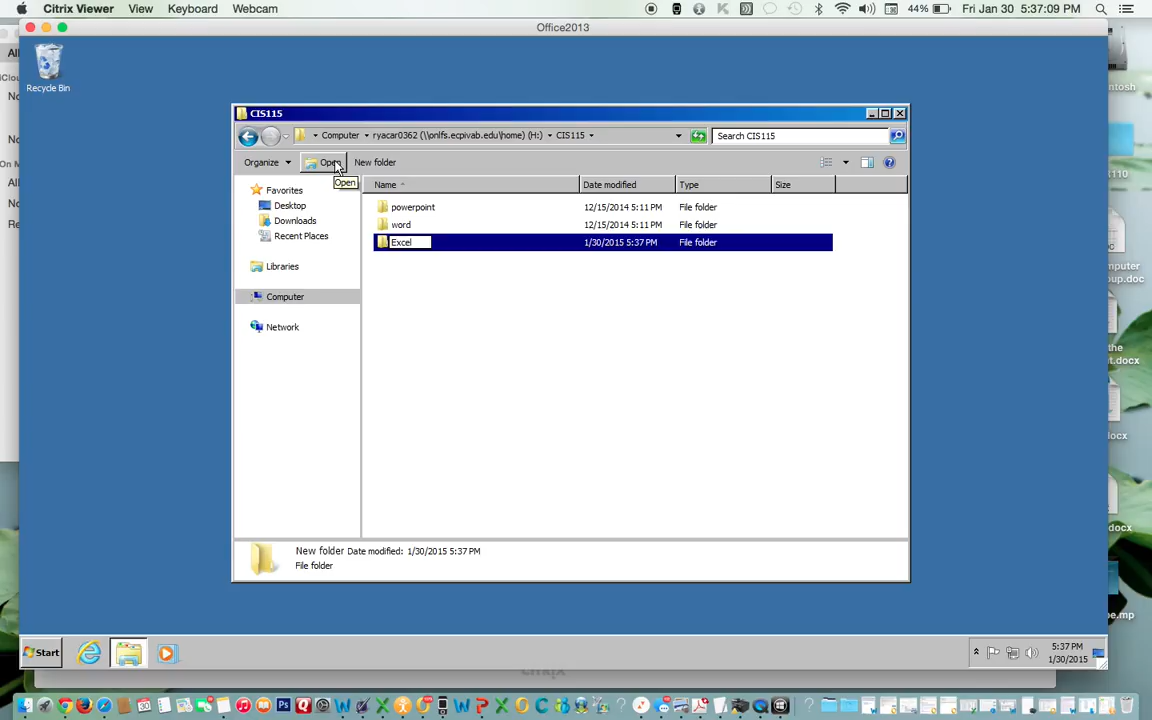 Citrix Viewer View Keyboard Webcam 44% Fri Jan 30 5:37:09 PM
Office2013
Recycle Bin
CIS115
Computer ryacar0362 (\\pnlfs.ecpivab.edu\home) (H:) CIS115
Search CIS115
Organize Open New folder
Open
Name Date modified Type Size
Favorites
Desktop
Downloads
Recent Places
Libraries
Computer
Network
powerpoint 12/15/2014 5:11 PM File folder
word 12/15/2014 5:11 PM File folder
Excel 1/30/2015 5:37 PM File folder
New folder Date modified: 1/30/2015 5:37 PM
File folder
Start
5:37 PM
1/30/2015